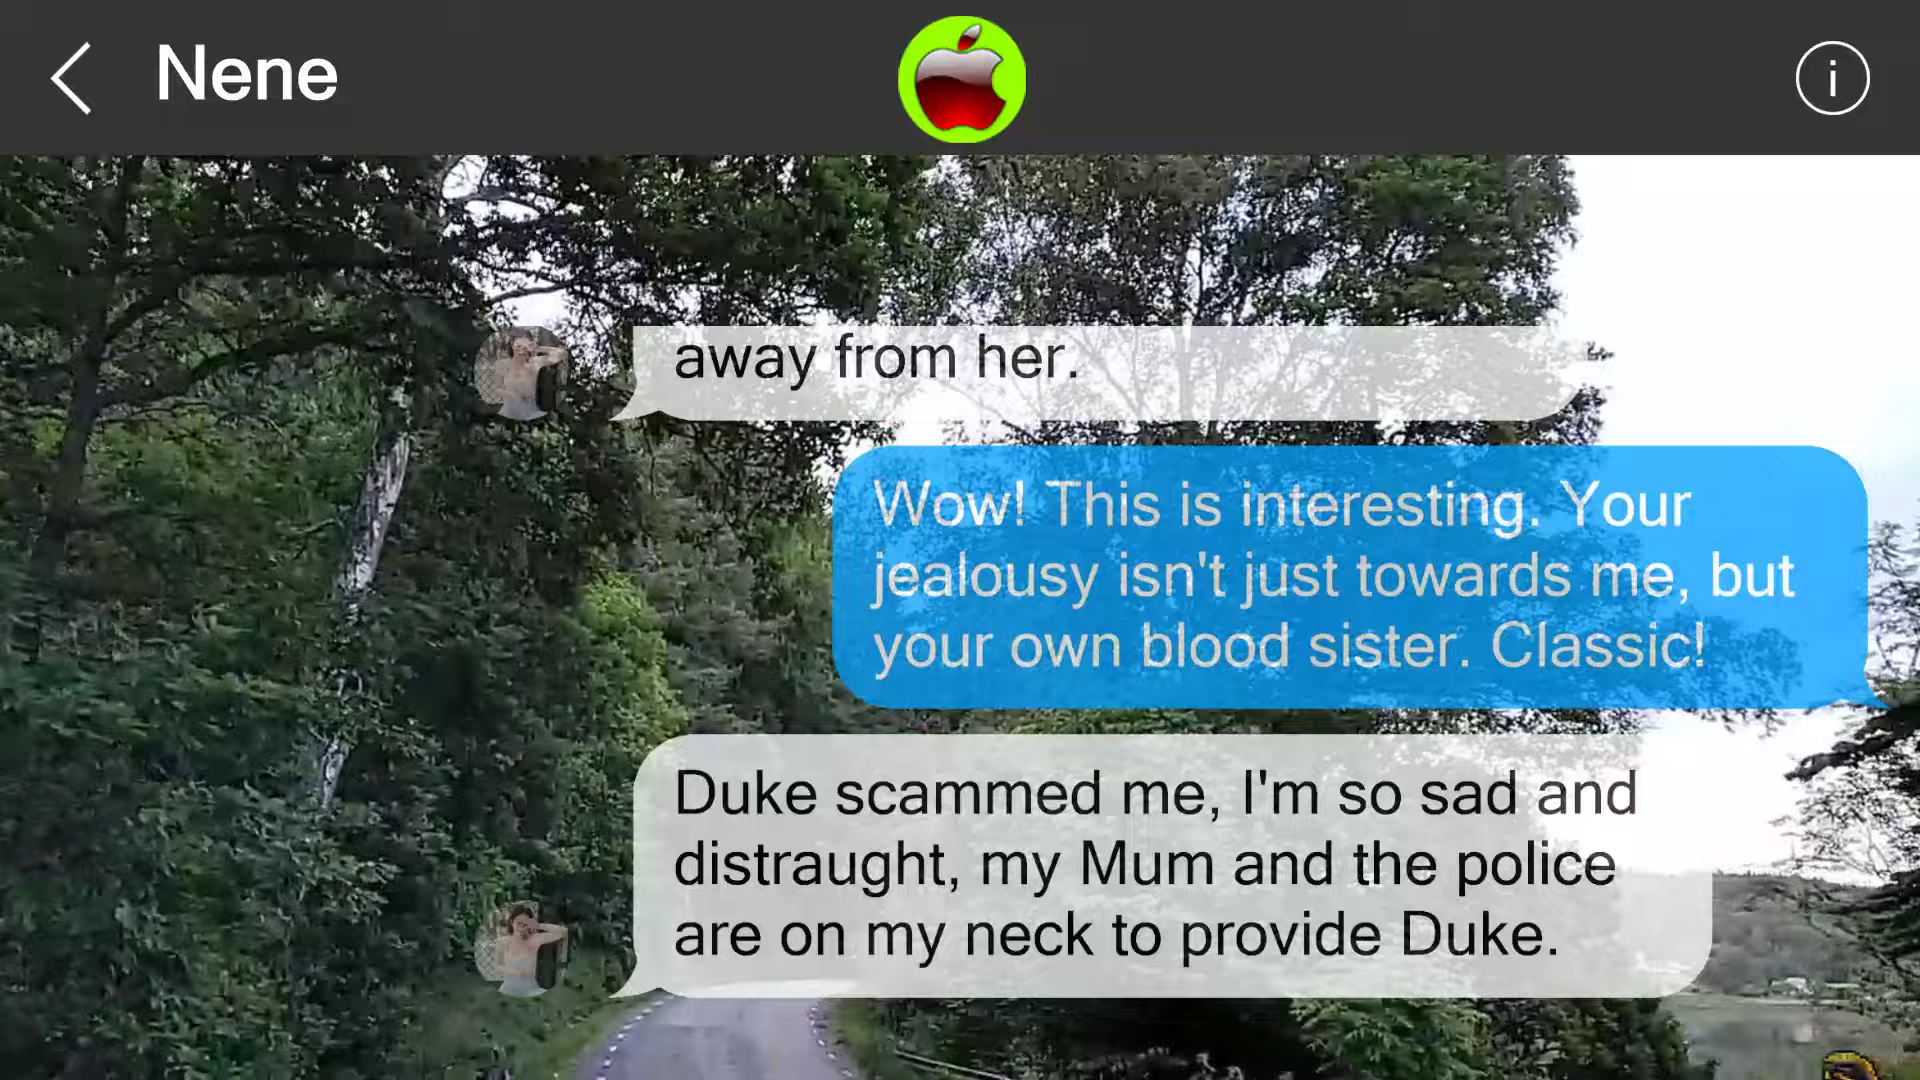 Nene
i
away from her.
Wow! This is interesting. Your
jealousy isn't just towards me, but
your own blood sister. Classic!
Duke scammed me, I'm so sad and
distraught, my Mum and the police
are on my neck to provide Duke.